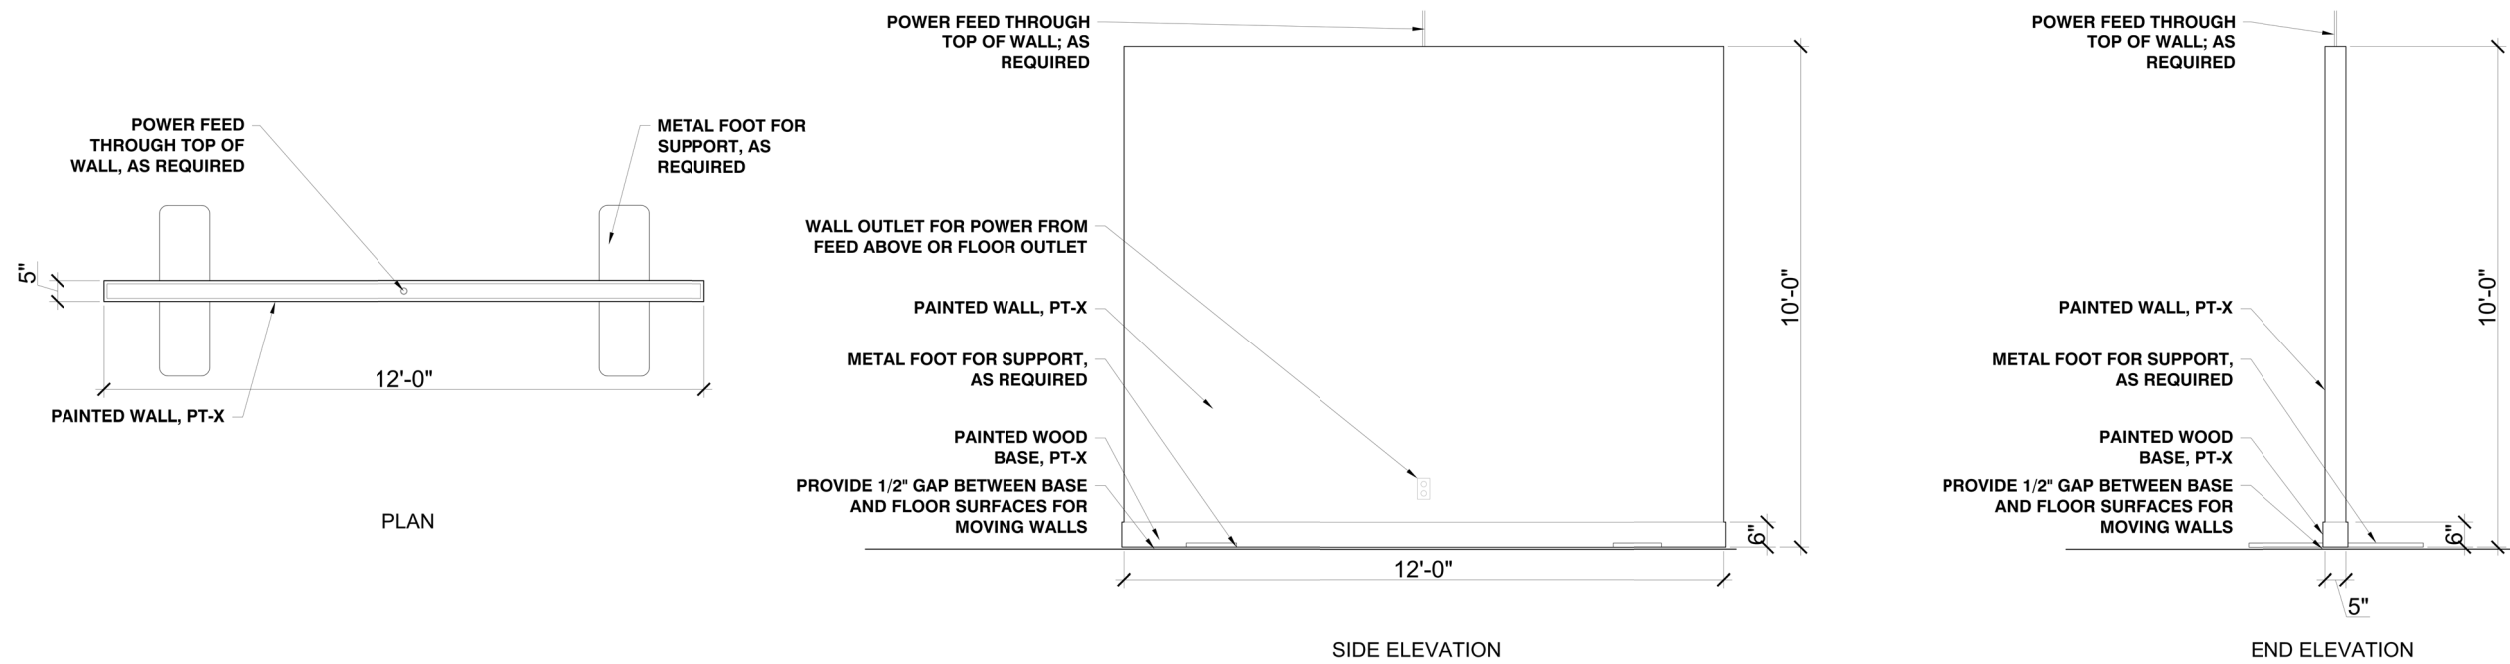 POWER FEED
THROUGH TOP OF
WALL, AS REQUIRED
METAL FOOT FOR
SUPPORT, AS
REQUIRED
5"
12'-0"
PAINTED WALL, PT-X
PLAN
POWER FEED THROUGH
TOP OF WALL; AS
REQUIRED
WALL OUTLET FOR POWER FROM
FEED ABOVE OR FLOOR OUTLET
PAINTED WALL, PT-X
METAL FOOT FOR SUPPORT,
AS REQUIRED
PAINTED WOOD
BASE, PT-X
PROVIDE 1/2" GAP BETWEEN BASE
AND FLOOR SURFACES FOR
MOVING WALLS
10'-0"
6"
12'-0"
SIDE ELEVATION
POWER FEED THROUGH
TOP OF WALL; AS
REQUIRED
PAINTED WALL, PT-X
METAL FOOT FOR SUPPORT,
AS REQUIRED
PAINTED WOOD
BASE, PT-X
PROVIDE 1/2" GAP BETWEEN BASE
AND FLOOR SURFACES FOR
MOVING WALLS
10'-0"
6"
5"
END ELEVATION